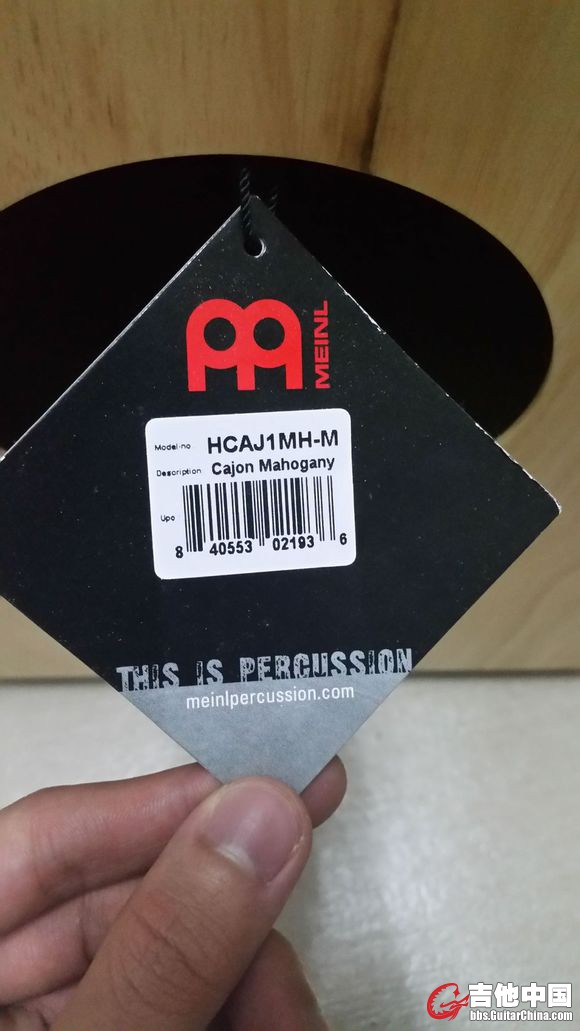 MEINL
Model-no HCAJ1MH-M
Description Cajon Mahogany
Upc
8 40553 02193 6
THIS IS PERCUSSION
meinlpercussion.com
吉他中国
bbs.GuitarChina.com